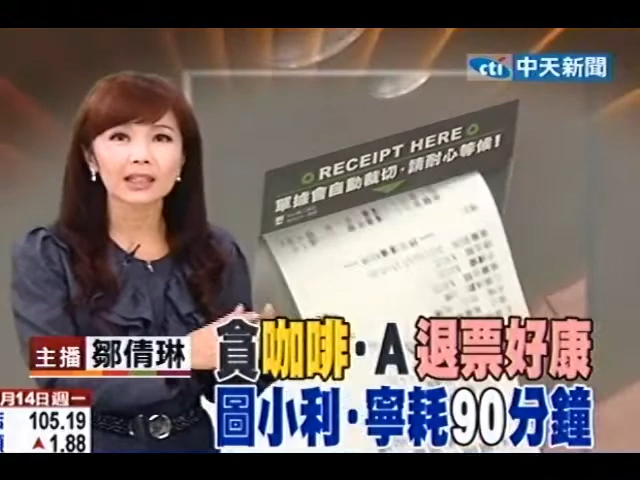 cti 中天新聞
RECEIPT HERE
單據會自動裁切，請耐心等候！
主播 鄒倩琳
貪咖啡·A退票好康
圖小利·寧耗90分鐘
月14日週一
105.19
▲1.88